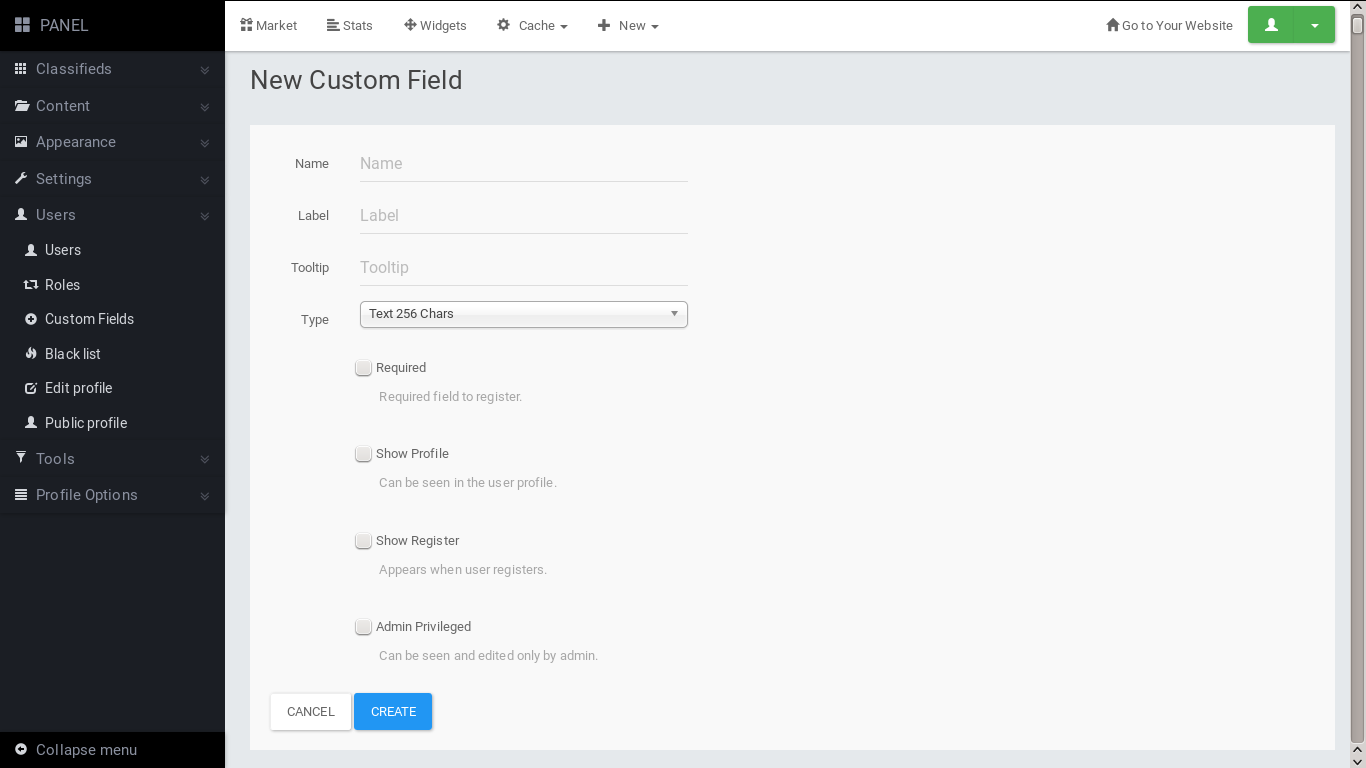 PANEL
Market Stats Widgets Cache New Go to Your Website
Classifieds
Content
Appearance
Settings
Users
Users
Roles
Custom Fields
Black list
Edit profile
Public profile
Tools
Profile Options
Collapse menu
New Custom Field
Name Name
Label Label
Tooltip Tooltip
Type Text 256 Chars
Required
Required field to register.
Show Profile
Can be seen in the user profile.
Show Register
Appears when user registers.
Admin Privileged
Can be seen and edited only by admin.
CANCEL CREATE